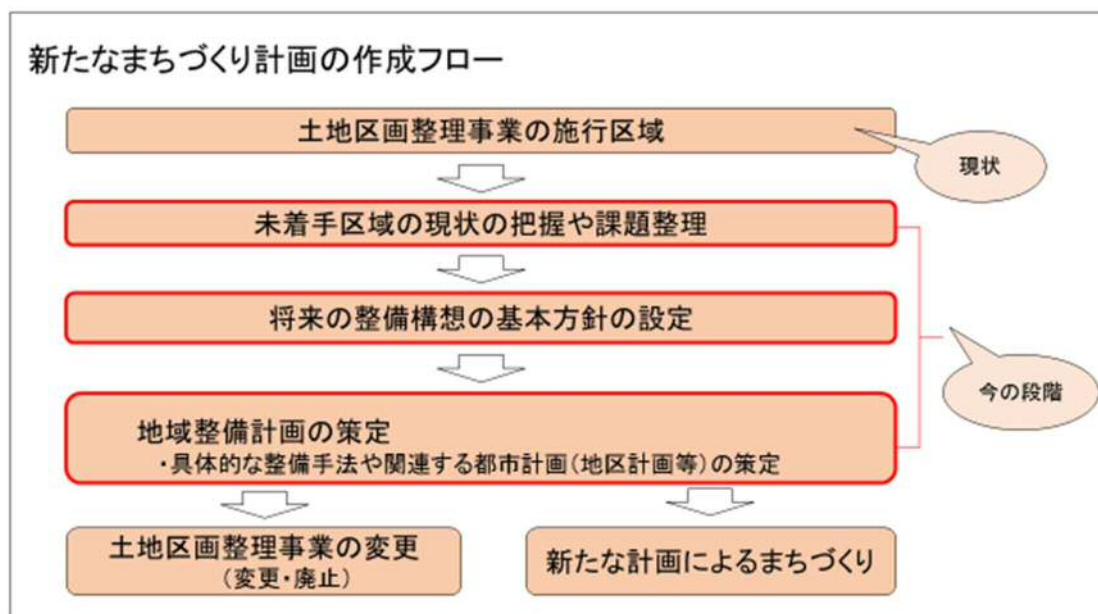 新たなまちづくり計画の作成フロー
土地区画整理事業の施行区域
現状
未着手区域の現状の把握や課題整理
将来の整備構想の基本方針の設定
今の段階
地域整備計画の策定
・具体的な整備手法や関連する都市計画(地区計画等)の策定
土地区画整理事業の変更
(変更・廃止)
新たな計画によるまちづくり